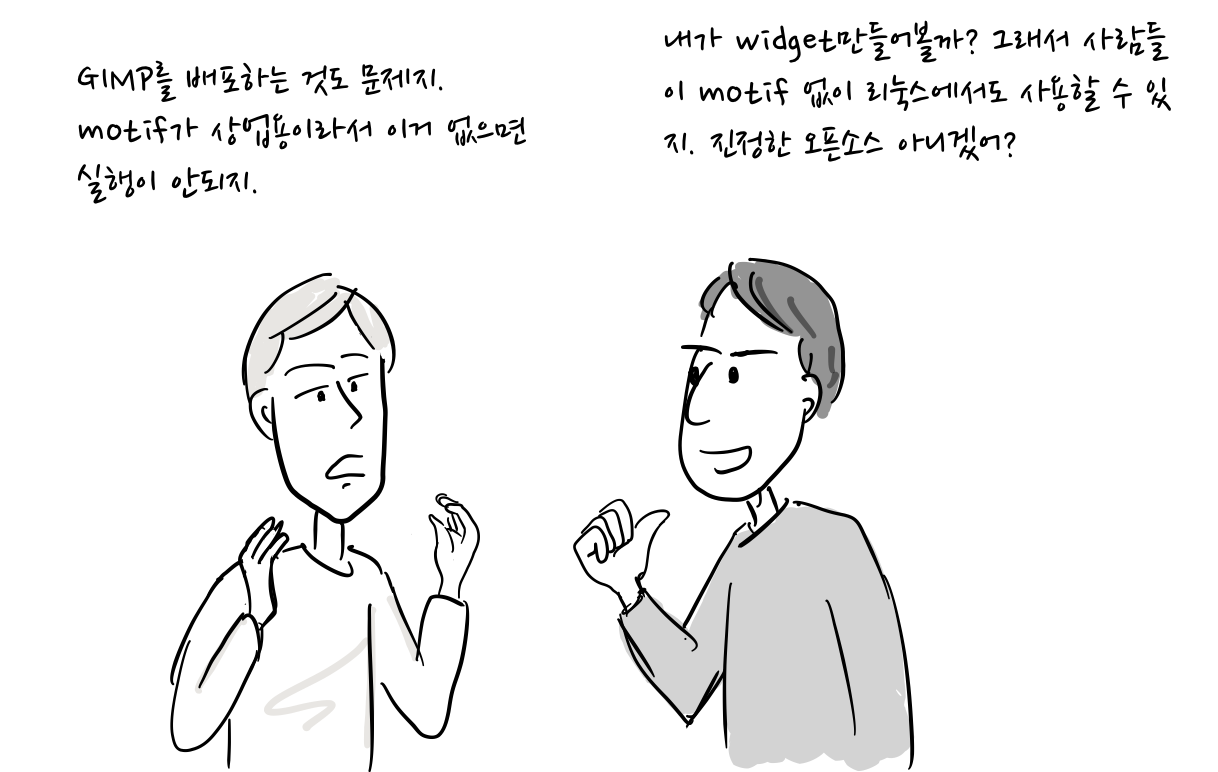 GIMP를 배포하는 것도 문제지.
motif가 상업용이라서 이거 없으면
실행이 안되지.
내가 widget만들어볼까? 그래서 사람들
이 motif 없이 리눅스에서도 사용할 수 있
지. 진정한 오픈소스 아니겠어?